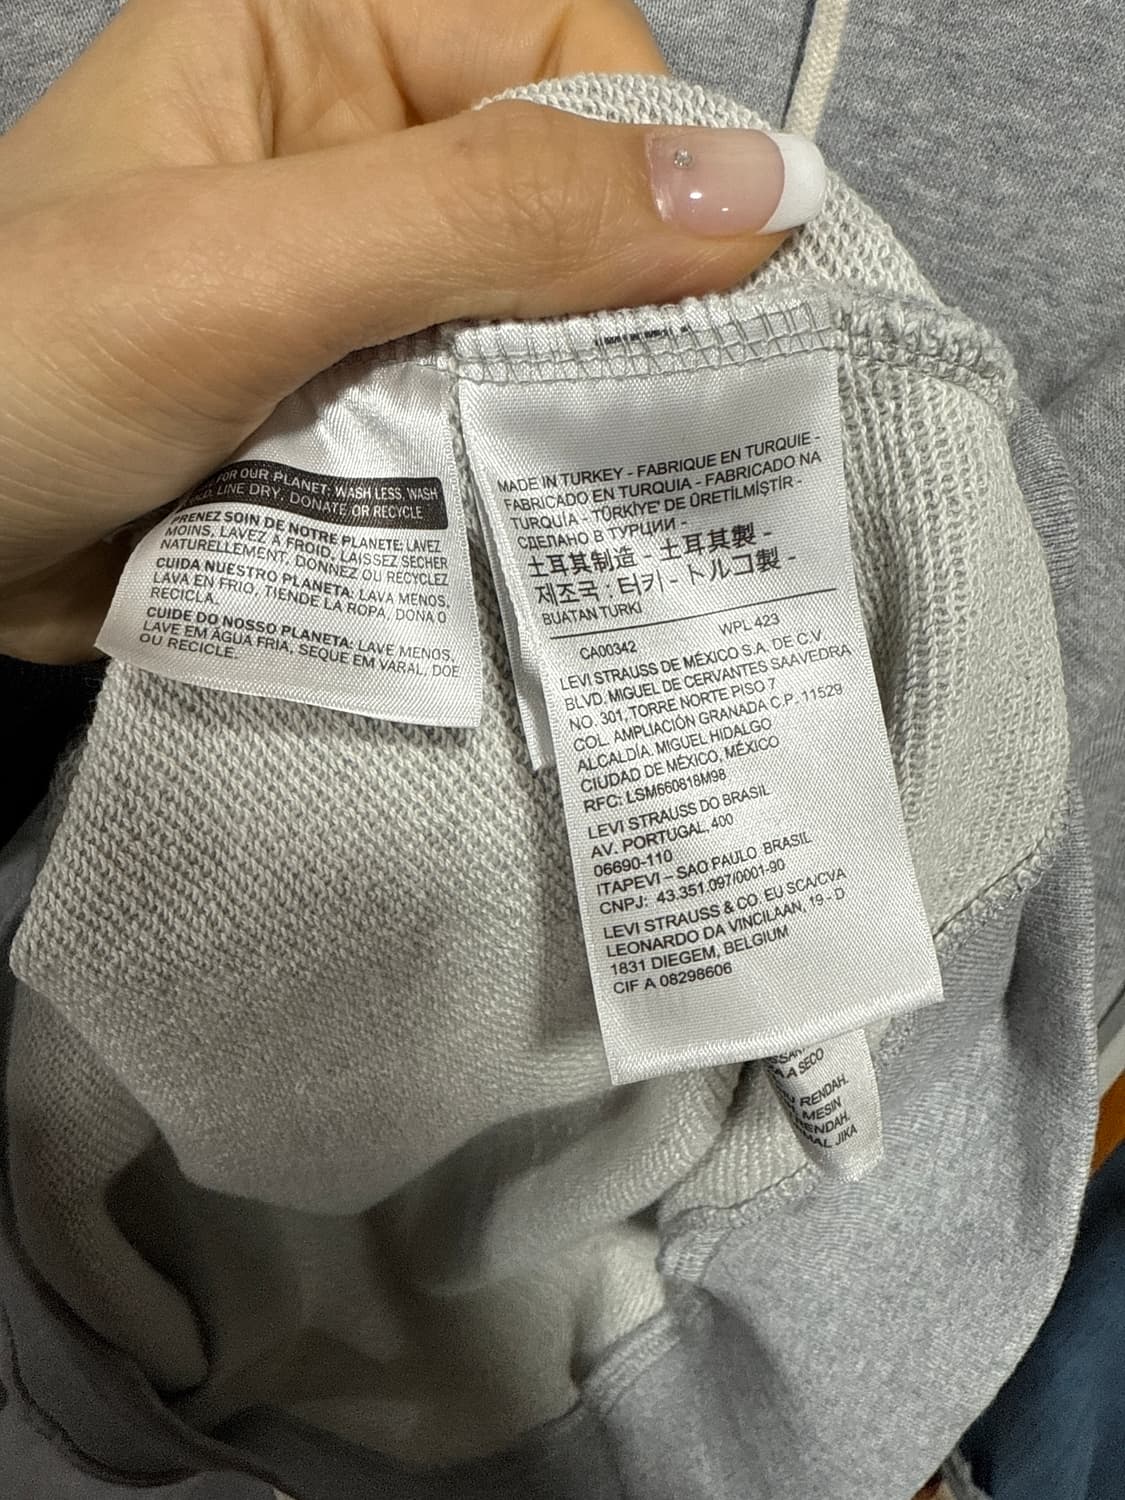 FOR OUR PLANET: WASH LESS, WASH
LINE DRY, DONATE OR RECYCLE
PRENEZ SOIN DE NOTRE PLANETE: LAVEZ
MOINS, LAVEZ À FROID, LAISSEZ SÉCHER
NATURELLEMENT, DONNEZ OU RECYCLEZ
CUIDA NUESTRO PLANETA: LAVA MENOS,
LAVA EN FRIO, TIENDE LA ROPA, DONA O
RECICLA.
CUIDE DO NOSSO PLANETA: LAVE MENOS,
LAVE EM ÁGUA FRIA, SEQUE EM VARAL, DOE
OU RECICLE.
MADE IN TURKEY - FABRIQUE EN TURQUIE -
FABRICADO EN TURQUIA - FABRICADO NA
TURQUÍA - TÜRKİYE' DE ÜRETİLMİŞTİR -
СДЕЛАНО В ТУРЦИИ -
土耳其制造 - 土耳其製 -
제조국 : 터키 - トルコ製 -
BUATAN TURKI
CA00342 WPL 423
LEVI STRAUSS DE MÉXICO S.A. DE C.V.
BLVD. MIGUEL DE CERVANTES SAAVEDRA
NO. 301, TORRE NORTE PISO 7
COL. AMPLIACIÓN GRANADA C.P. 11529
ALCALDÍA. MIGUEL HIDALGO
CIUDAD DE MÉXICO, MÉXICO
RFC: LSM660818M98
LEVI STRAUSS DO BRASIL
AV. PORTUGAL, 400
06690-110
ITAPEVI – SAO PAULO BRASIL
CNPJ: 43.351.097/0001-90
LEVI STRAUSS & CO. EU SCA/CVA
LEONARDO DA VINCILAAN, 19 - D
1831 DIEGEM, BELGIUM
CIF A 08298606
A SECO
RENDAH.
MESIN
JIKA